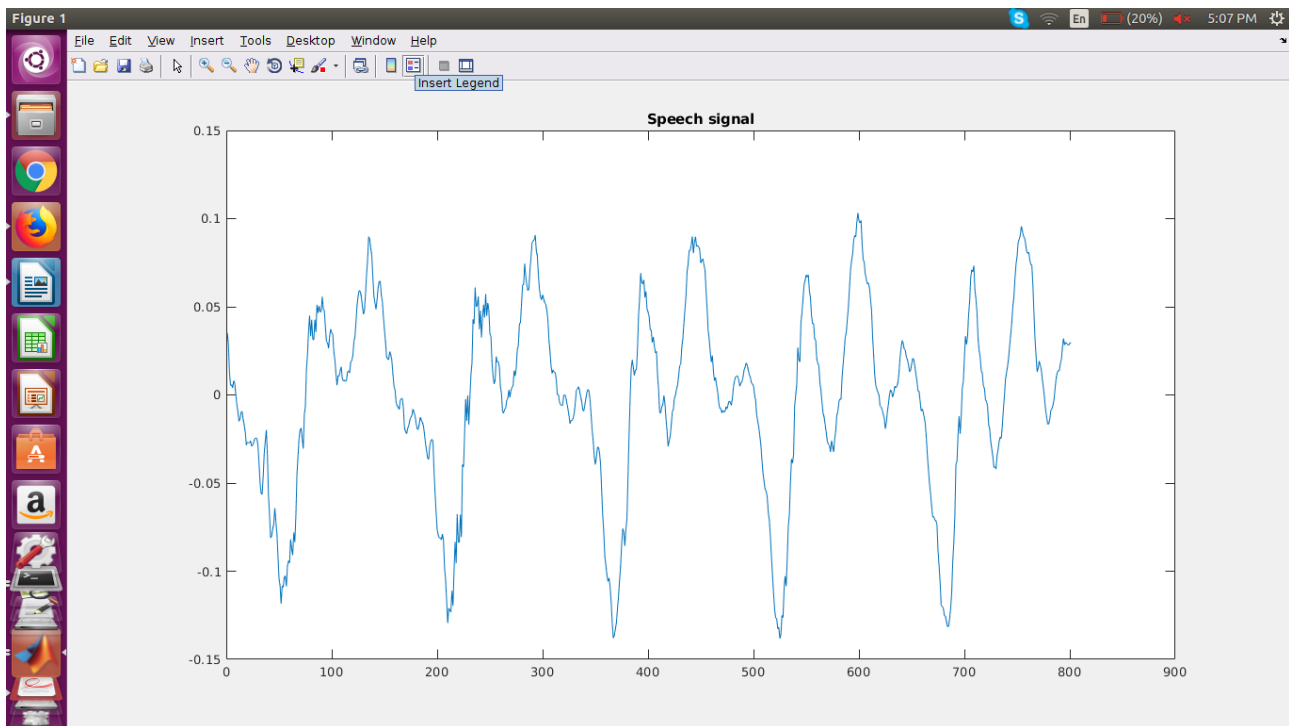 Figure 1
S En (20%) 5:07 PM
File Edit View Insert Tools Desktop Window Help
Insert Legend
Speech signal
0.15
0.1
0.05
0
-0.05
-0.1
-0.15
0 100 200 300 400 500 600 700 800 900
A
a
>_